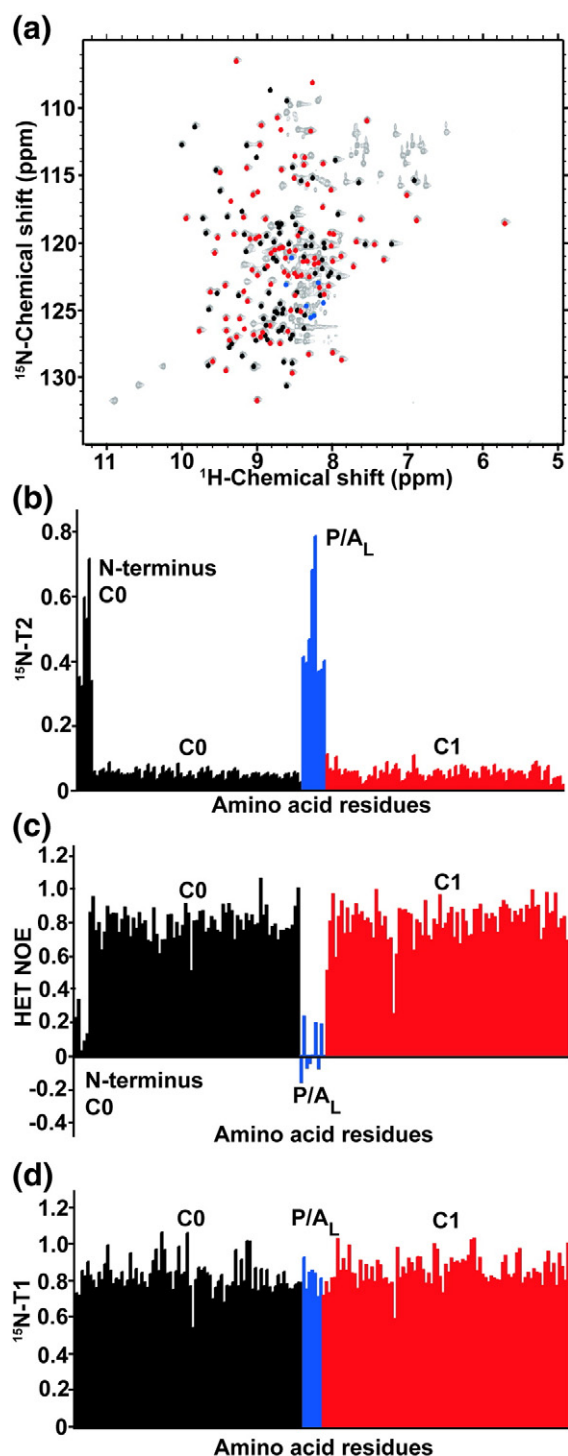 (a)
110
115
120
125
130
¹⁵N-Chemical shift (ppm)
11 10 9 8 7 6 5
¹H-Chemical shift (ppm)
(b)
0.8
0.6
0.4
0.2
0
¹⁵N-T2
N-terminus
C0
P/A_L
C0
C1
Amino acid residues
(c)
1.2
1.0
0.8
0.6
0.4
0.2
0
-0.2
-0.4
HET NOE
C0
C1
N-terminus
C0
P/A_L
Amino acid residues
(d)
1.2
1.0
0.8
0.6
0.4
0.2
0
¹⁵N-T1
C0
P/A_L
C1
Amino acid residues